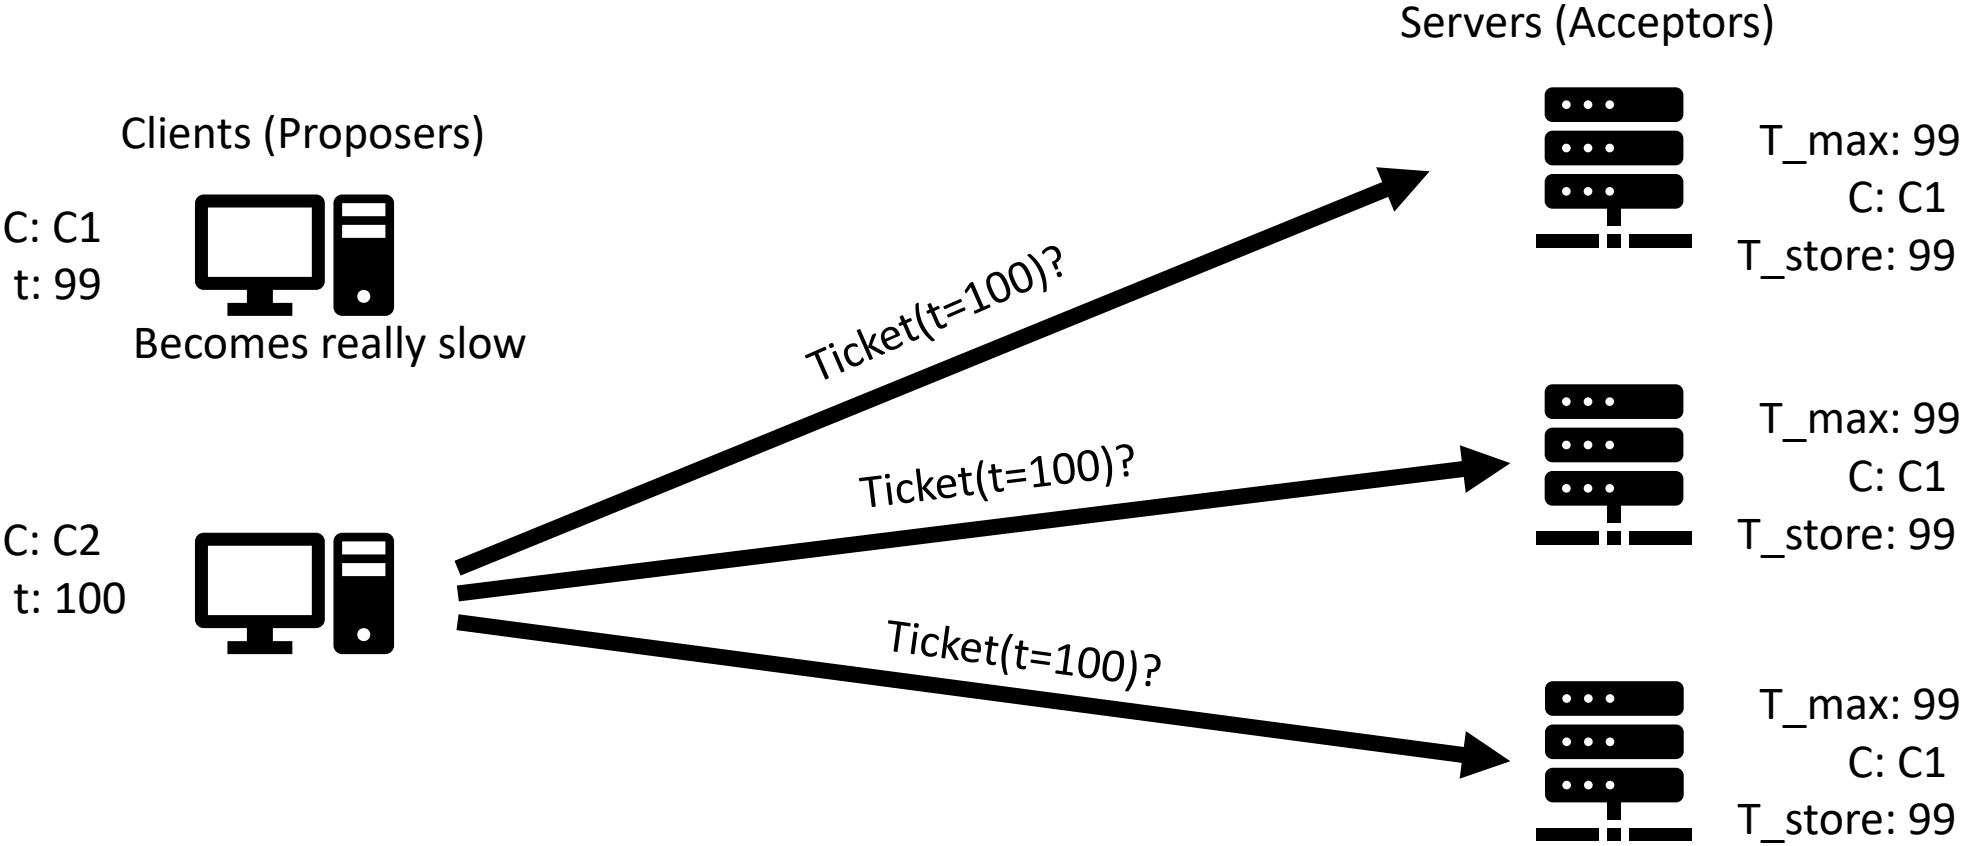 Servers (Acceptors)
Clients (Proposers)
C: C1
t: 99
Becomes really slow
C: C2
t: 100
Ticket(t=100)?
Ticket(t=100)?
Ticket(t=100)?
T_max: 99
C: C1
T_store: 99
T_max: 99
C: C1
T_store: 99
T_max: 99
C: C1
T_store: 99